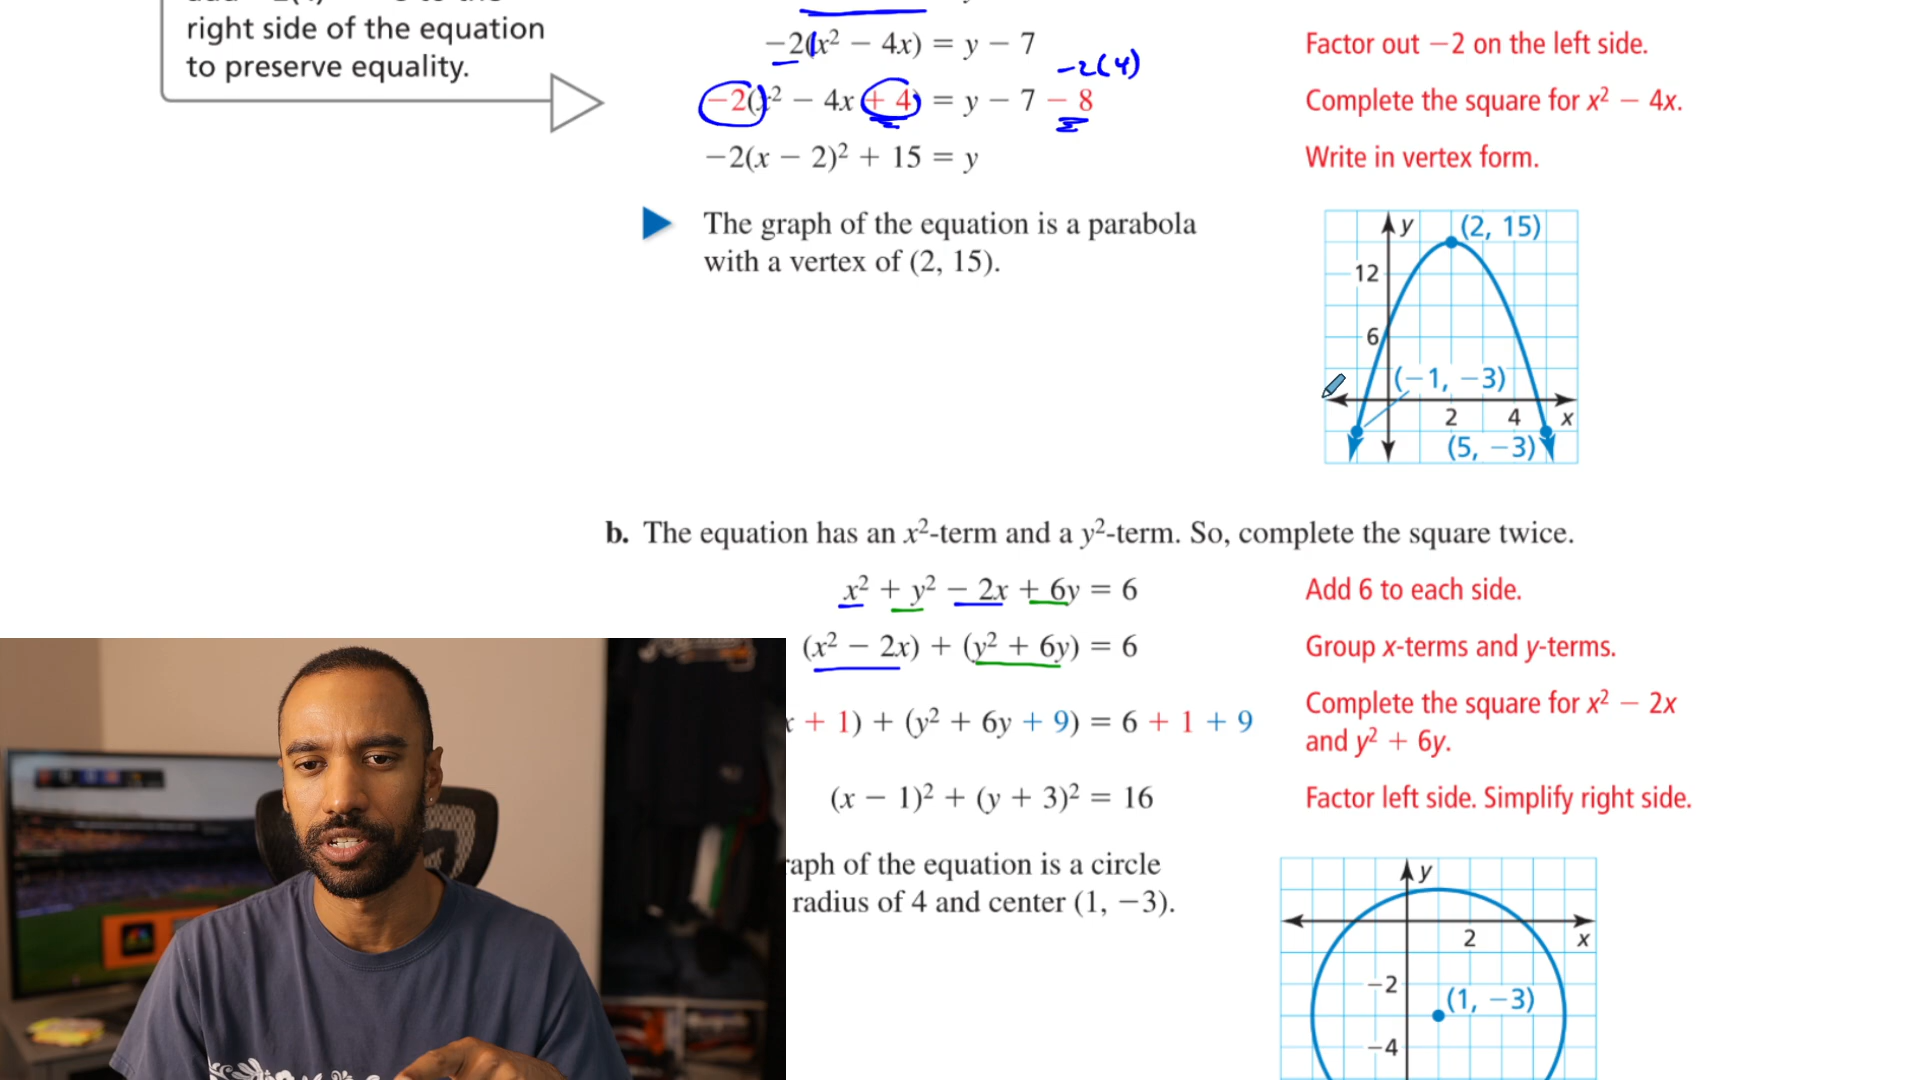 right side of the equation
to preserve equality.
−2(x² − 4x) = y − 7
Factor out −2 on the left side.
−2(4)
−2(x² − 4x + 4) = y − 7 − 8
Complete the square for x² − 4x.
−2(x − 2)² + 15 = y
Write in vertex form.
The graph of the equation is a parabola
with a vertex of (2, 15).
y
(2, 15)
12
6
(−1, −3)
2
4
x
(5, −3)
b. The equation has an x²-term and a y²-term. So, complete the square twice.
x² + y² − 2x + 6y = 6
Add 6 to each side.
(x² − 2x) + (y² + 6y) = 6
Group x-terms and y-terms.
+ 1) + (y² + 6y + 9) = 6 + 1 + 9
Complete the square for x² − 2x
and y² + 6y.
(x − 1)² + (y + 3)² = 16
Factor left side. Simplify right side.
raph of the equation is a circle
radius of 4 and center (1, −3).
y
2
x
−2
(1, −3)
−4